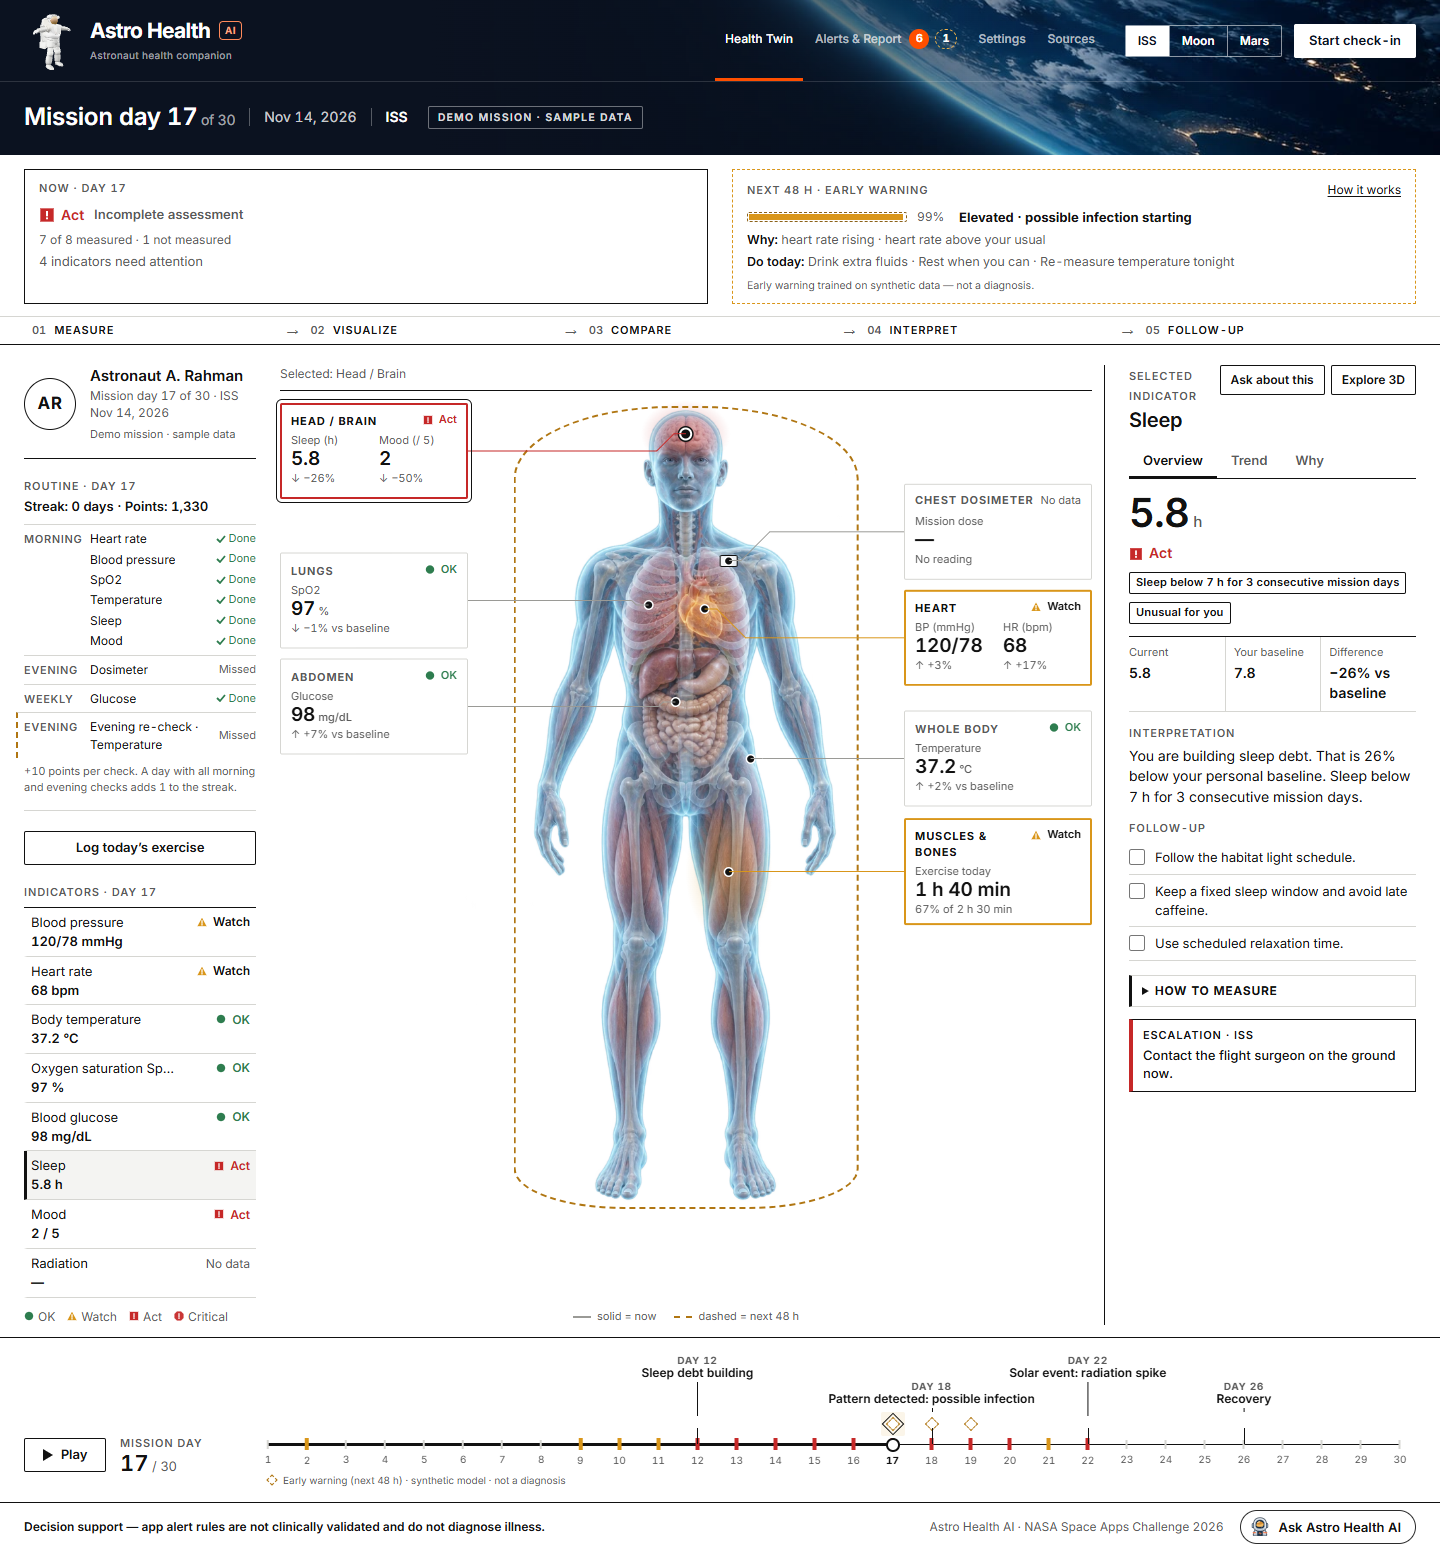 Astro Health AI
Astronaut health companion
Health Twin
Alerts & Report 6 1
Settings
Sources
ISS Moon Mars
Start check-in
Mission day 17 of 30
Nov 14, 2026
ISS
DEMO MISSION · SAMPLE DATA
NOW · DAY 17
Act Incomplete assessment
7 of 8 measured · 1 not measured
4 indicators need attention
NEXT 48 H · EARLY WARNING
How it works
99% Elevated · possible infection starting
Why: heart rate rising · heart rate above your usual
Do today: Drink extra fluids · Rest when you can · Re-measure temperature tonight
Early warning trained on synthetic data — not a diagnosis.
01 MEASURE
→ 02 VISUALIZE
→ 03 COMPARE
→ 04 INTERPRET
→ 05 FOLLOW-UP
AR
Astronaut A. Rahman
Mission day 17 of 30 · ISS
Nov 14, 2026
Demo mission · sample data
ROUTINE · DAY 17
Streak: 0 days · Points: 1,330
MORNING Heart rate Done
Blood pressure Done
SpO2 Done
Temperature Done
Sleep Done
Mood Done
EVENING Dosimeter Missed
WEEKLY Glucose Done
EVENING Evening re-check · Missed
Temperature
+10 points per check. A day with all morning
and evening checks adds 1 to the streak.
Log today's exercise
INDICATORS · DAY 17
Blood pressure Watch
120/78 mmHg
Heart rate Watch
68 bpm
Body temperature OK
37.2 °C
Oxygen saturation Sp... OK
97 %
Blood glucose OK
98 mg/dL
Sleep Act
5.8 h
Mood Act
2 / 5
Radiation No data
—
OK Watch Act Critical
Selected: Head / Brain
HEAD / BRAIN Act
Sleep (h) Mood (/ 5)
5.8 2
↓ −26% ↓ −50%
LUNGS OK
SpO2
97 %
↓ −1% vs baseline
ABDOMEN OK
Glucose
98 mg/dL
↑ +7% vs baseline
CHEST DOSIMETER No data
Mission dose
—
No reading
HEART Watch
BP (mmHg) HR (bpm)
120/78 68
↑ +3% ↑ +17%
WHOLE BODY OK
Temperature
37.2 °C
↑ +2% vs baseline
MUSCLES & Watch
BONES
Exercise today
1 h 40 min
67% of 2 h 30 min
solid = now dashed = next 48 h
SELECTED
INDICATOR
Ask about this
Explore 3D
Sleep
Overview Trend Why
5.8 h
Act
Sleep below 7 h for 3 consecutive mission days
Unusual for you
Current Your baseline Difference
5.8 7.8 −26% vs
baseline
INTERPRETATION
You are building sleep debt. That is 26%
below your personal baseline. Sleep below
7 h for 3 consecutive mission days.
FOLLOW-UP
Follow the habitat light schedule.
Keep a fixed sleep window and avoid late
caffeine.
Use scheduled relaxation time.
HOW TO MEASURE
ESCALATION · ISS
Contact the flight surgeon on the ground
now.
Play
MISSION DAY
17 / 30
DAY 12
Sleep debt building
DAY 18
Pattern detected: possible infection
DAY 22
Solar event: radiation spike
DAY 26
Recovery
1 2 3 4 5 6 7 8 9 10 11 12 13 14 15 16 17 18 19 20 21 22 23 24 25 26 27 28 29 30
Early warning (next 48 h) · synthetic model · not a diagnosis
Decision support — app alert rules are not clinically validated and do not diagnose illness.
Astro Health AI · NASA Space Apps Challenge 2026
Ask Astro Health AI